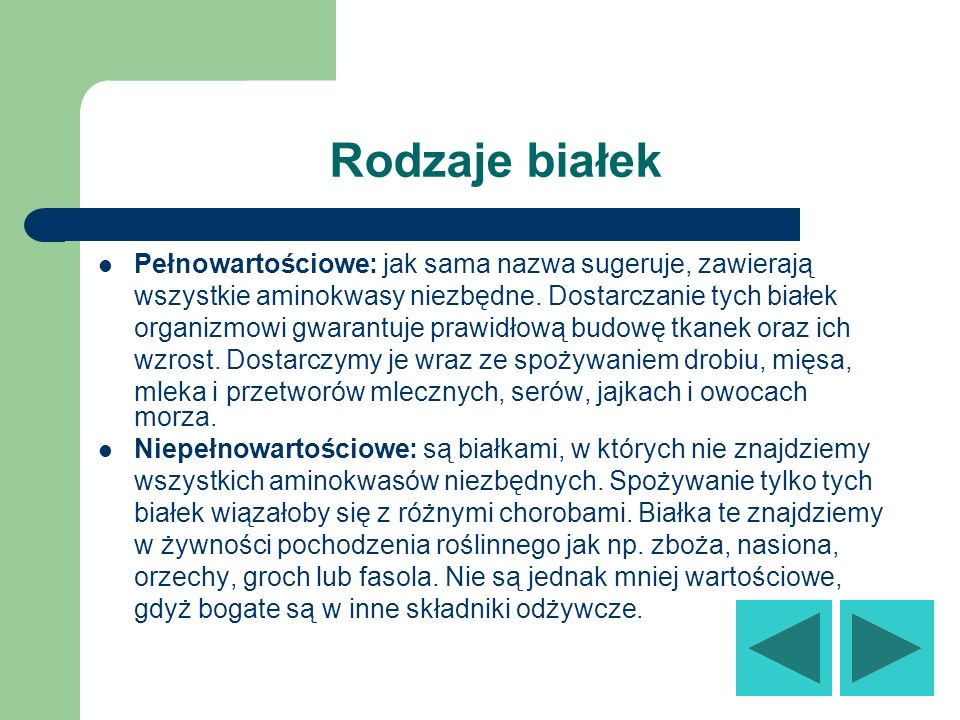 Rodzaje białek
Pełnowartościowe: jak sama nazwa sugeruje, zawierają
wszystkie aminokwasy niezbędne. Dostarczanie tych białek
organizmowi gwarantuje prawidłową budowę tkanek oraz ich
wzrost. Dostarczymy je wraz ze spożywaniem drobiu, mięsa,
mleka i przetworów mlecznych, serów, jajkach i owocach
morza.
Niepełnowartościowe: są białkami, w których nie znajdziemy
wszystkich aminokwasów niezbędnych. Spożywanie tylko tych
białek wiązałoby się z różnymi chorobami. Białka te znajdziemy
w żywności pochodzenia roślinnego jak np. zboża, nasiona,
orzechy, groch lub fasola. Nie są jednak mniej wartościowe,
gdyż bogate są w inne składniki odżywcze.